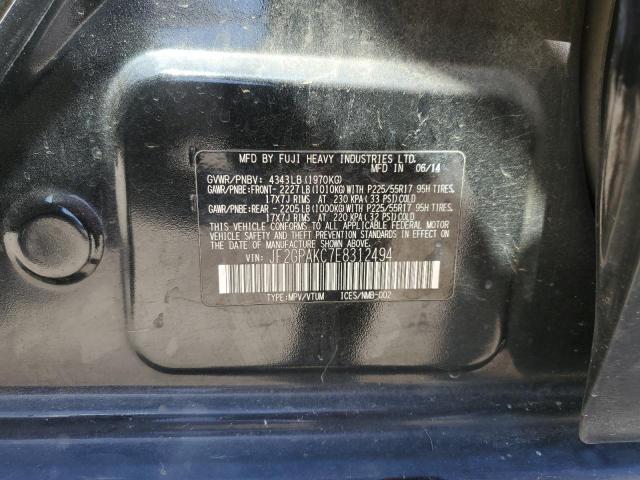 MFD BY FUJI HEAVY INDUSTRIES LTD.
MFD IN 06/14
GVWR/PNBV: 4343LB (1970KG)
GAWR/PNBE:FRONT- 2227LB (1010KG) WITH P225/55R17 95H TIRES.
17X7J RIMS AT 230 KPA ( 33 PSI) COLD
GAWR/PNBE:REAR - 2205LB (1000KG) WITH P225/55R17 95H TIRES.
17X7J RIMS AT 220 KPA ( 32 PSI) COLD
THIS VEHICLE CONFORMS TO ALL APPLICABLE
FEDERAL MOTOR VEHICLE SAFETY AND THEFT PREVENTION
STANDARDS IN EFFECT ON THE DATE OF MANUFACTURE SHOWN ABOVE.
VIN: JF2GPAKC7E8312494
TYPE:MPV/VTUM ICES/NMB-002